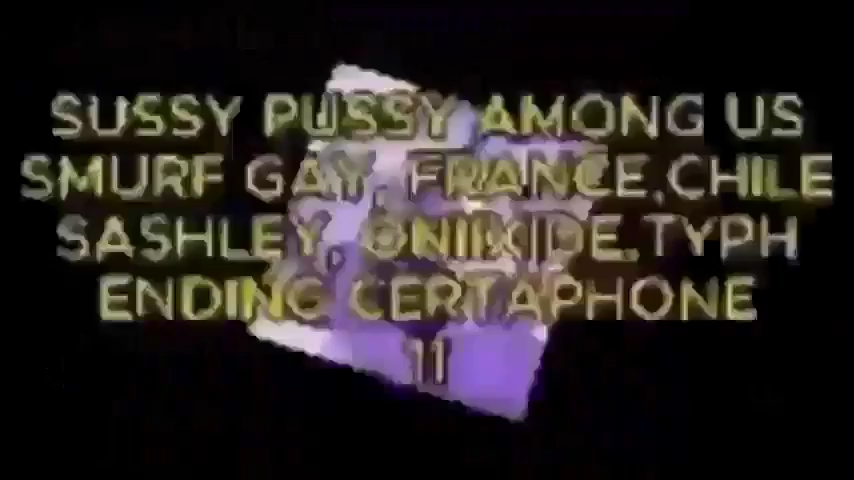 SUSSY PUSSY AMONG US
SMURF GAY, FRANCE,CHILE
SASHLEY, ONIIXIDE,TYPH
ENDING CERTAPHONE
11